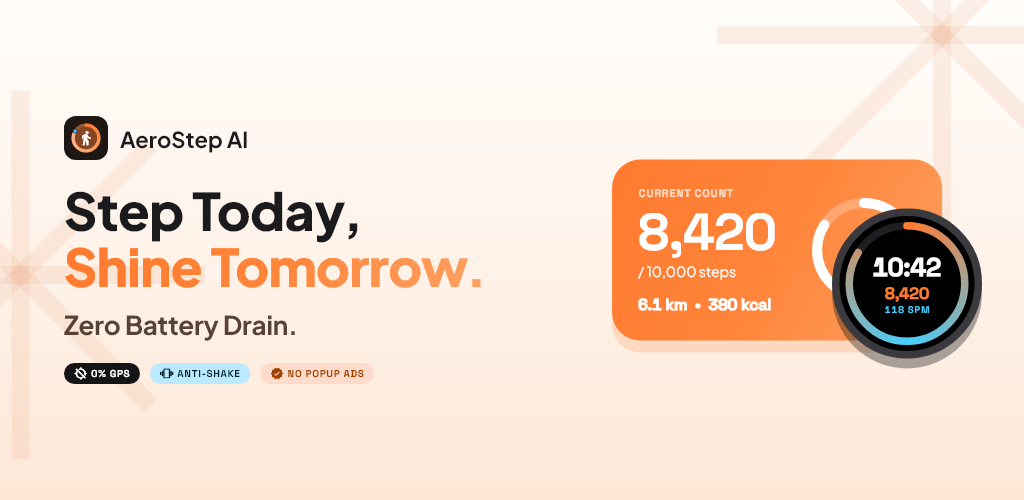 AeroStep AI
Step Today,
Shine Tomorrow.
Zero Battery Drain.
0% GPS
ANTI-SHAKE
NO POPUP ADS
CURRENT COUNT
8,420
/ 10,000 steps
6.1 km • 380 kcal
10:42
8,420
118 SPM